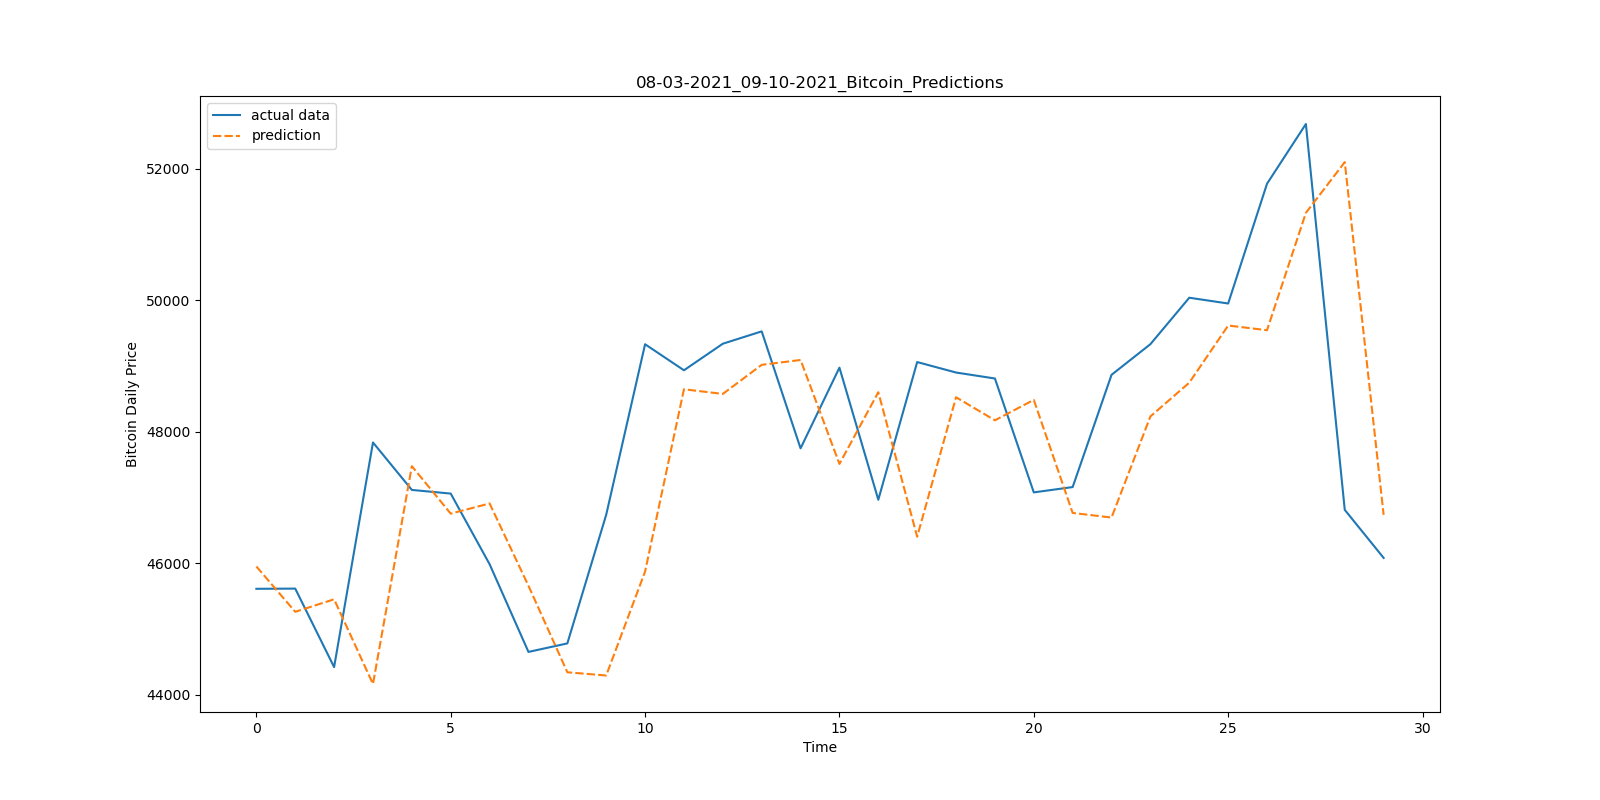 08-03-2021_09-10-2021_Bitcoin_Predictions
actual data
prediction
52000
50000
48000
46000
44000
Bitcoin Daily Price
0 5 10 15 20 25 30
Time